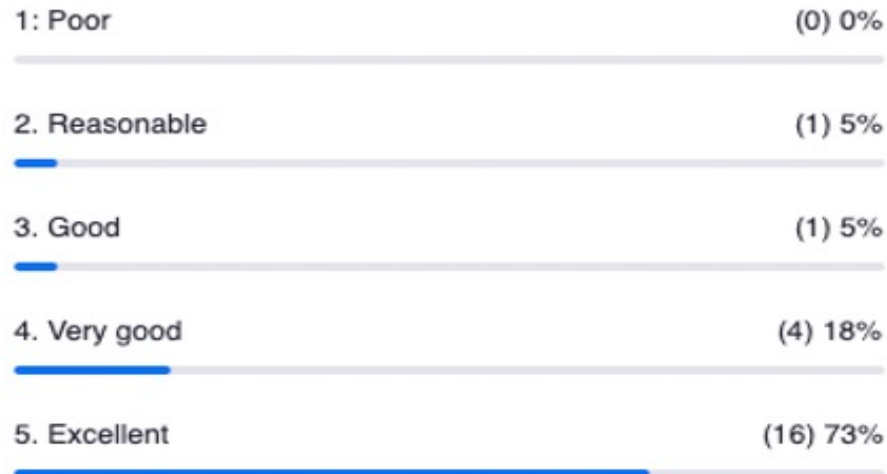 1: Poor (0) 0%
2. Reasonable (1) 5%
3. Good (1) 5%
4. Very good (4) 18%
5. Excellent (16) 73%